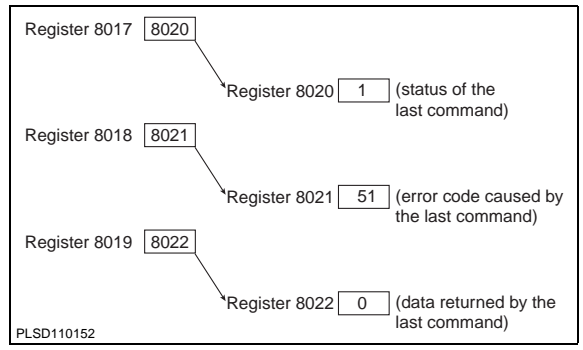 Register 8017 8020
Register 8020 1 (status of the
last command)
Register 8018 8021
Register 8021 51 (error code caused by
the last command)
Register 8019 8022
Register 8022 0 (data returned by the
last command)
PLSD110152